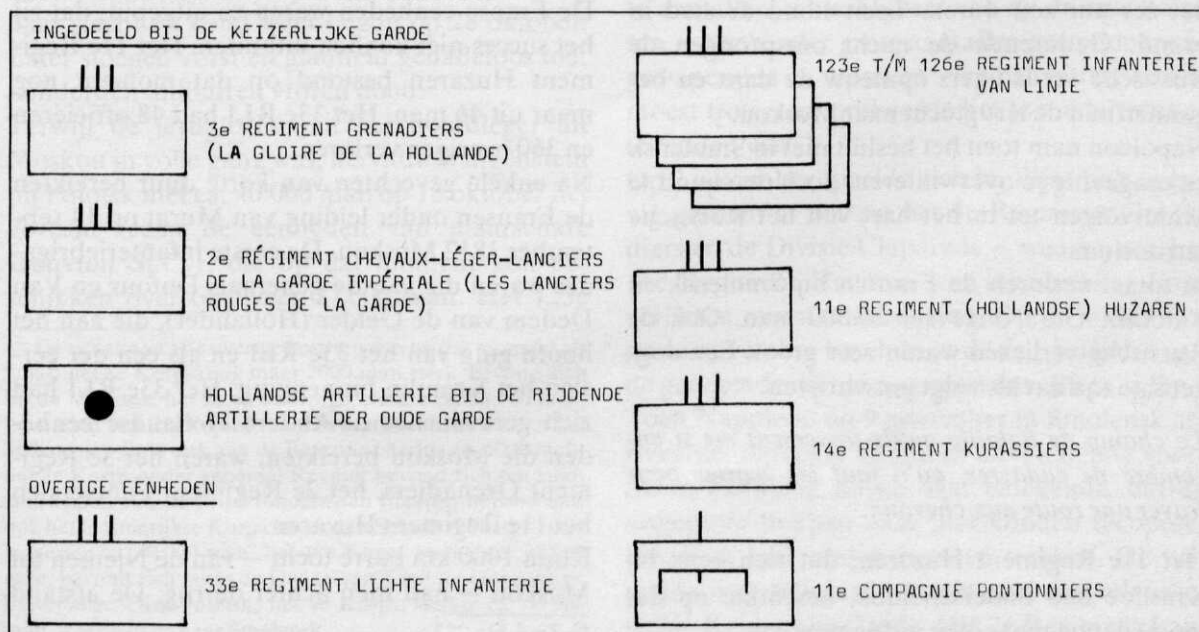 INGEDEELD BIJ DE KEIZERLIJKE GARDE
3e REGIMENT GRENADIERS
(LA GLOIRE DE LA HOLLANDE)
2e RÉGIMENT CHEVAUX-LÉGER-LANCIERS
DE LA GARDE IMPÉRIALE (LES LANCIERS
ROUGES DE LA GARDE)
HOLLANDSE ARTILLERIE BIJ DE RIJDENDE
ARTILLERIE DER OUDE GARDE
OVERIGE EENHEDEN
33e REGIMENT LICHTE INFANTERIE
123e T/M 126e REGIMENT INFANTERIE
VAN LINIE
11e REGIMENT (HOLLANDSE) HUZAREN
14e REGIMENT KURASSIERS
11e COMPAGNIE PONTONNIERS